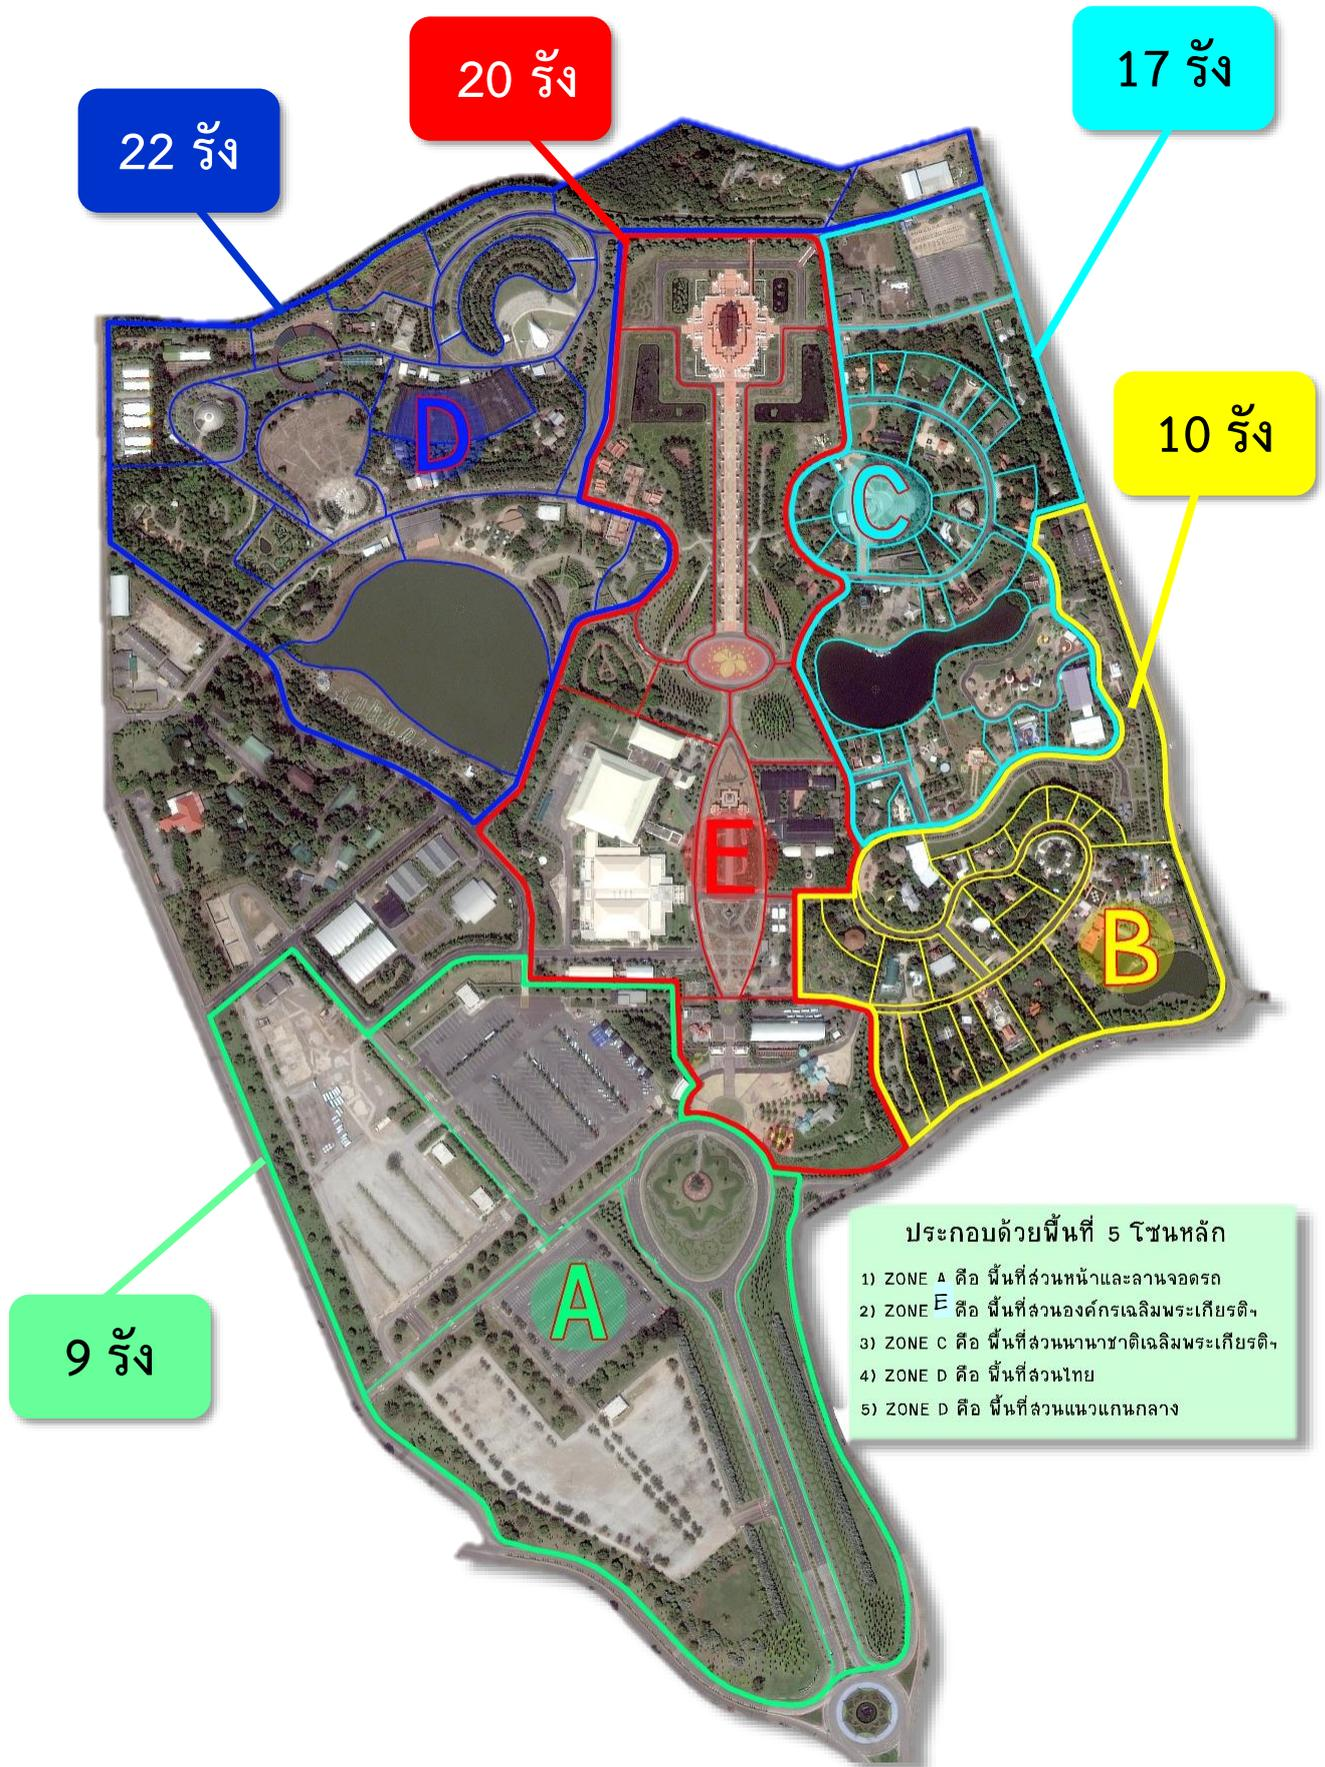 20 รัง
17 รัง
22 รัง
10 รัง
D
C
E
B
9 รัง
A
ประกอบด้วยพื้นที่ 5 โซนหลัก
1) ZONE A คือ พื้นที่ส่วนหน้าและลานจอดรถ
2) ZONE E คือ พื้นที่ส่วนองค์กรเฉลิมพระเกียรติฯ
3) ZONE C คือ พื้นที่ส่วนนานาชาติเฉลิมพระเกียรติฯ
4) ZONE D คือ พื้นที่ส่วนไทย
5) ZONE D คือ พื้นที่ส่วนแนวแกนกลาง